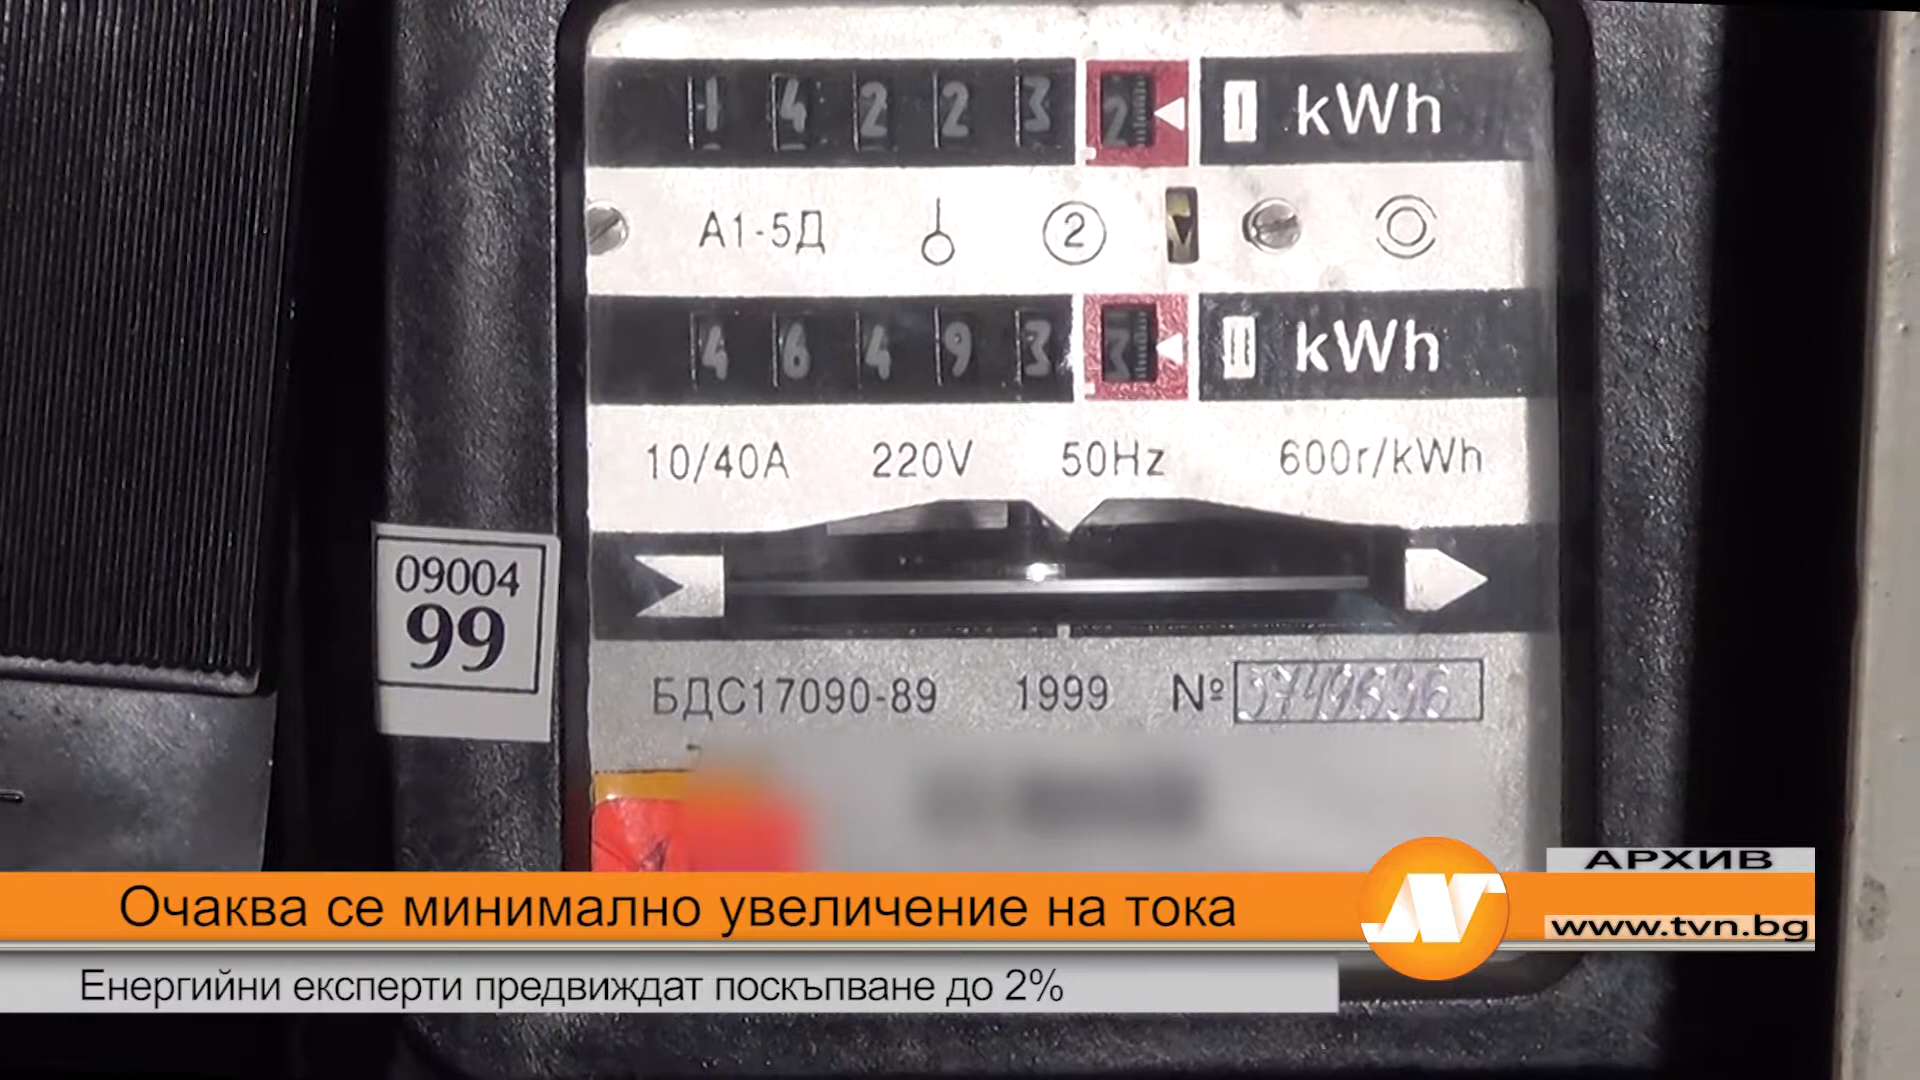 1 4 2 2 3 2 I kWh
А1-5Д 2
4 6 4 9 3 3 II kWh
10/40A 220V 50Hz 600r/kWh
09004
99
БДС17090-89 1999 №
АРХИВ
Очаква се минимално увеличение на тока
www.tvn.bg
Енергийни експерти предвиждат поскъпване до 2%